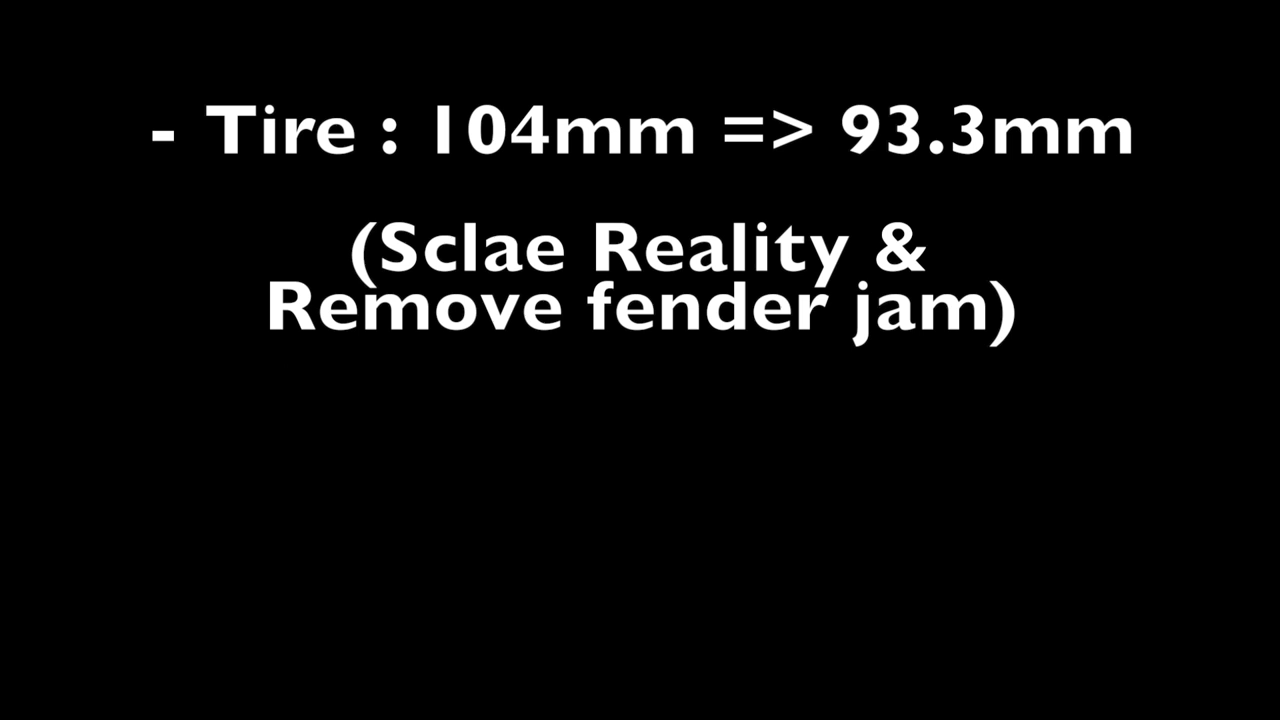 - Tire : 104mm => 93.3mm
(Sclae Reality &
Remove fender jam)